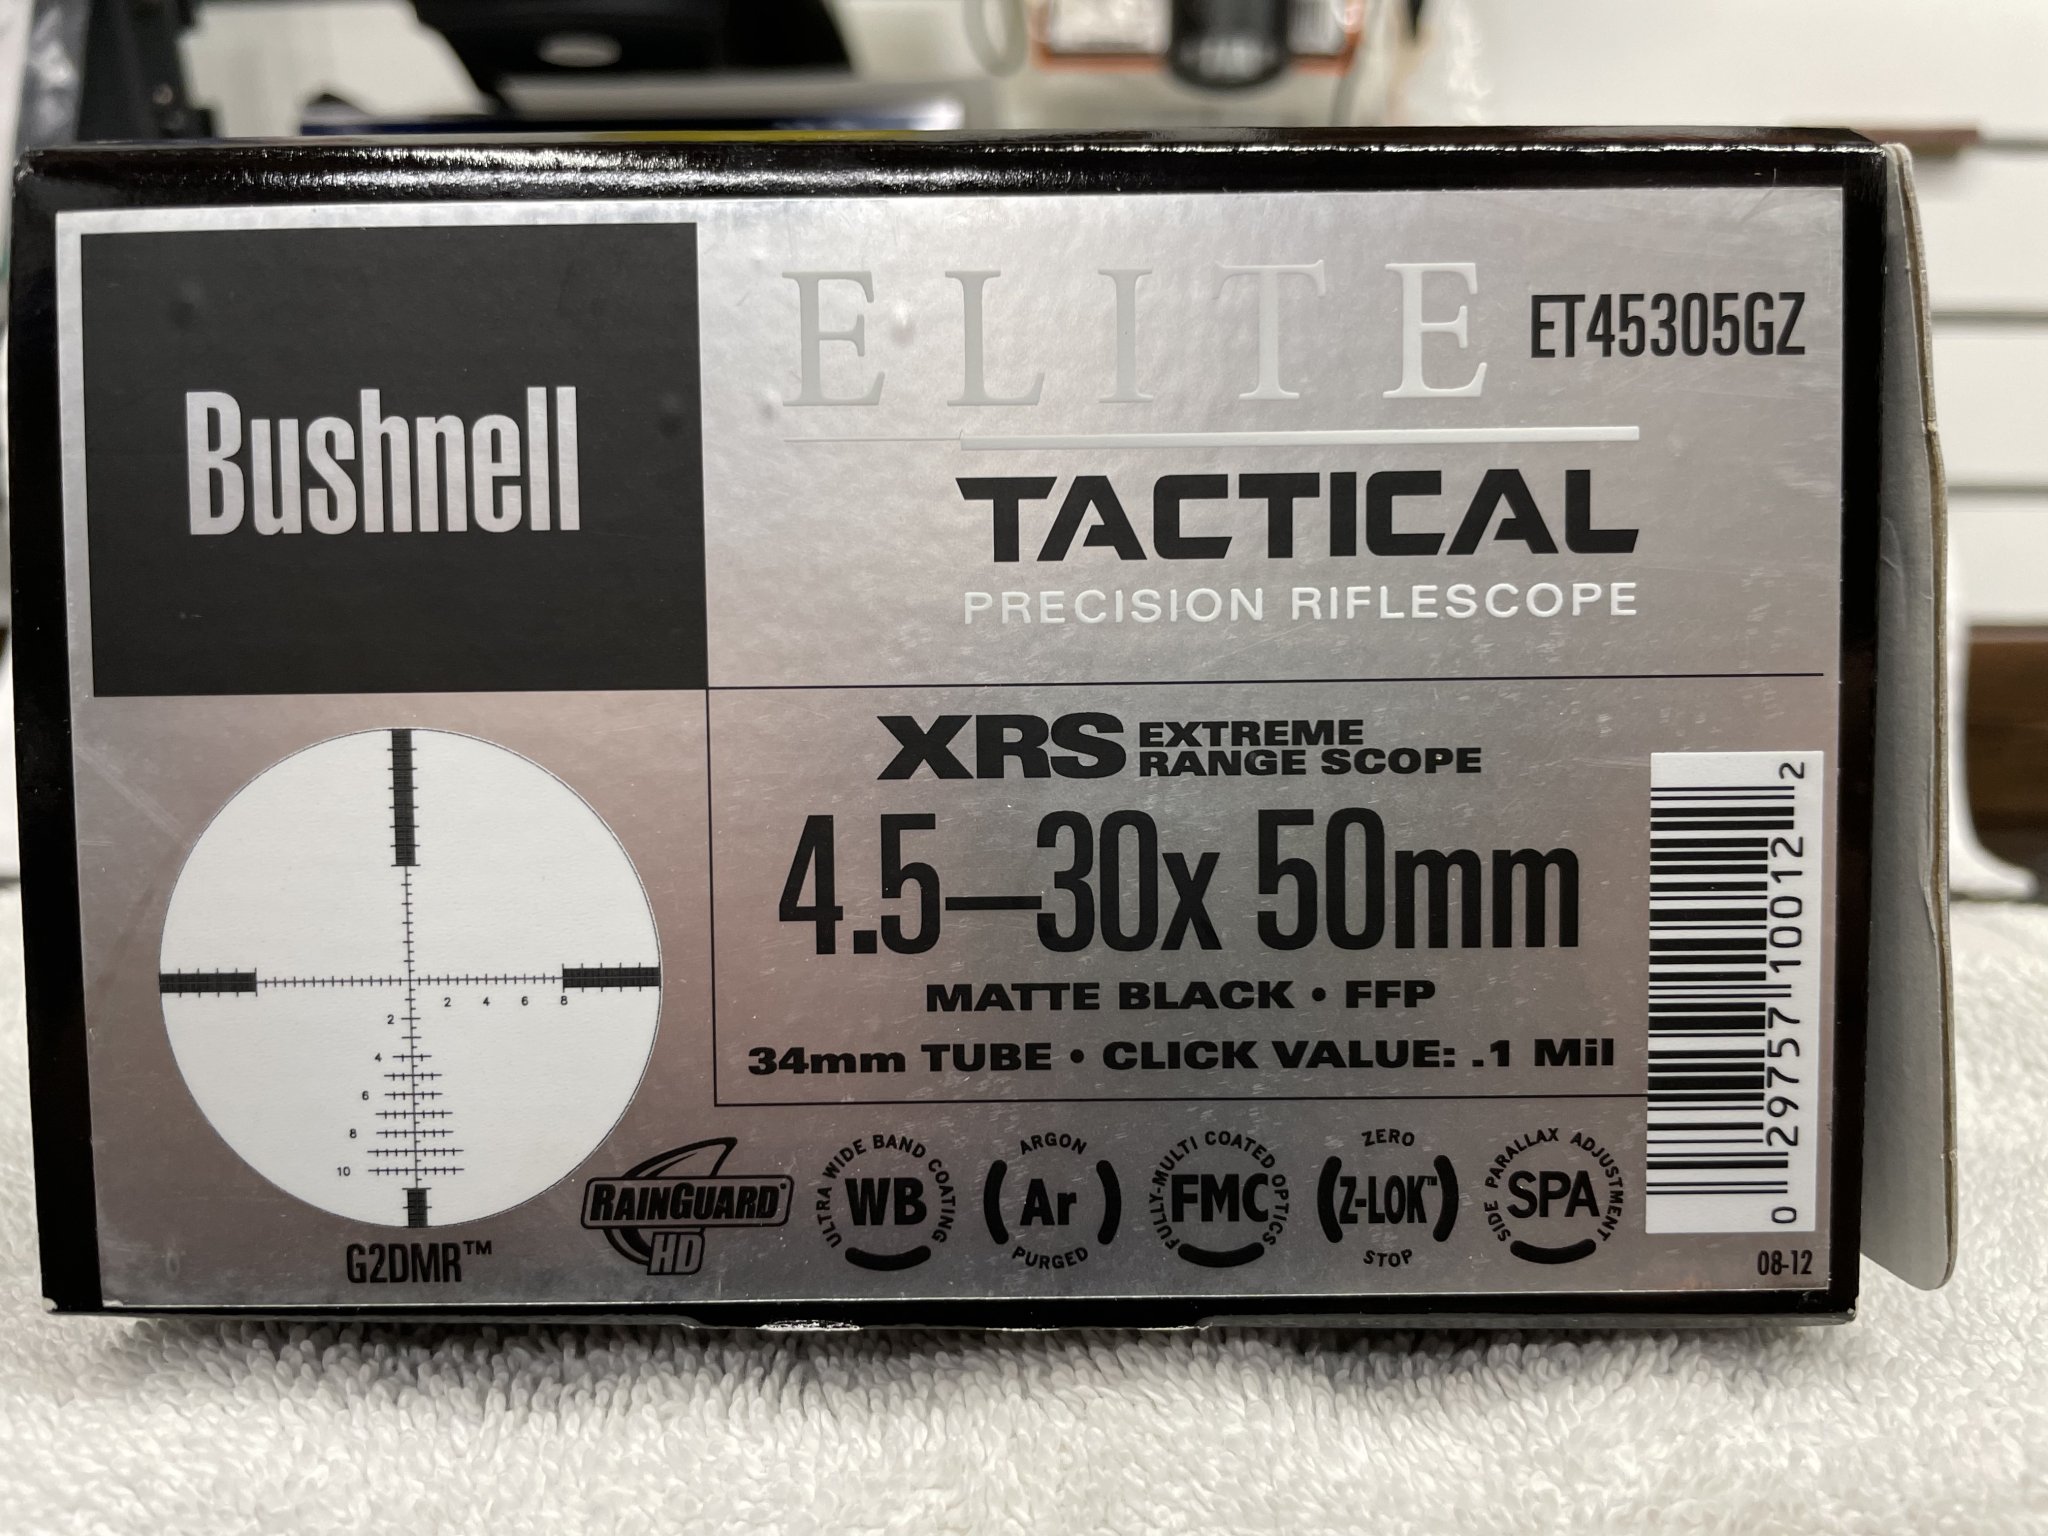 Bushnell
ELITE
ET45305GZ
TACTICAL
PRECISION RIFLESCOPE
XRS EXTREME
RANGE SCOPE
4.5–30x 50mm
MATTE BLACK • FFP
34mm TUBE • CLICK VALUE: .1 Mil
2 4 6 8
2
4
6
8
10
G2DMR™
RAINGUARD®
HD
ULTRA WIDE BAND COATING
WB
ARGON
Ar
PURGED
FULLY-MULTI COATED OPTICS
FMC
ZERO
Z-LOK™
STOP
SIDE PARALLAX ADJUSTMENT
SPA
0 29757 10012 2
08-12